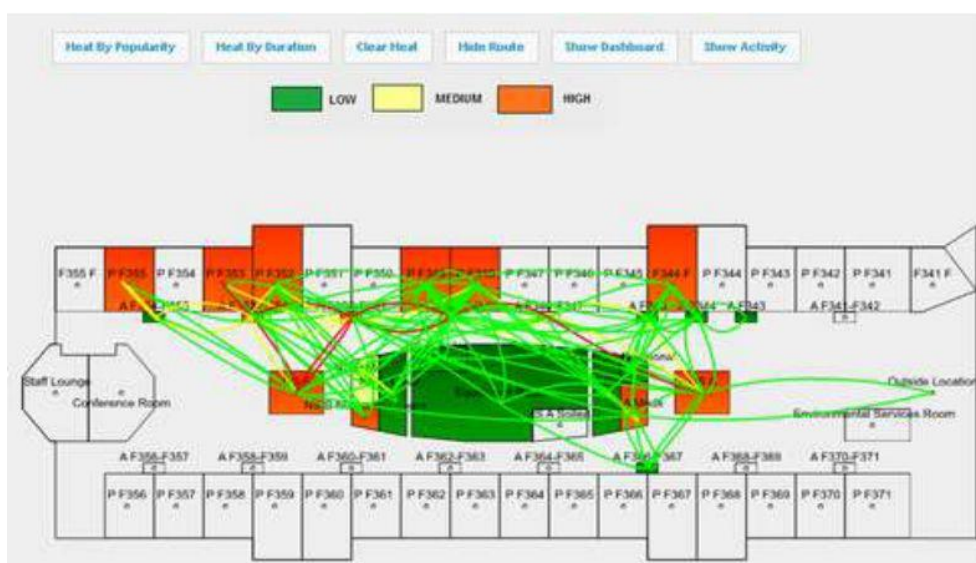 Heat By Popularity Heat By Duration Clear Heat Hide Route Show Dashboard Show Activity
LOW MEDIUM HIGH
F355 F P F355 P F354 P F353 P F352 P F351 P F350 P F347 P F346 P F345 F344 F P F344 P F343 P F342 P F341 F341 F
A F343 A F341-F342
Staff Lounge
Conference Room
Outside Location
S A Soiled
Environmental Services Room
A F356-F357 A F358-F359 A F360-F361 A F362-F363 A F364-F365 A F368-F369 A F370-F371
P F356 P F357 P F358 P F359 P F360 P F361 P F362 P F363 P F364 P F365 P F366 P F367 P F368 P F369 P F370 P F371